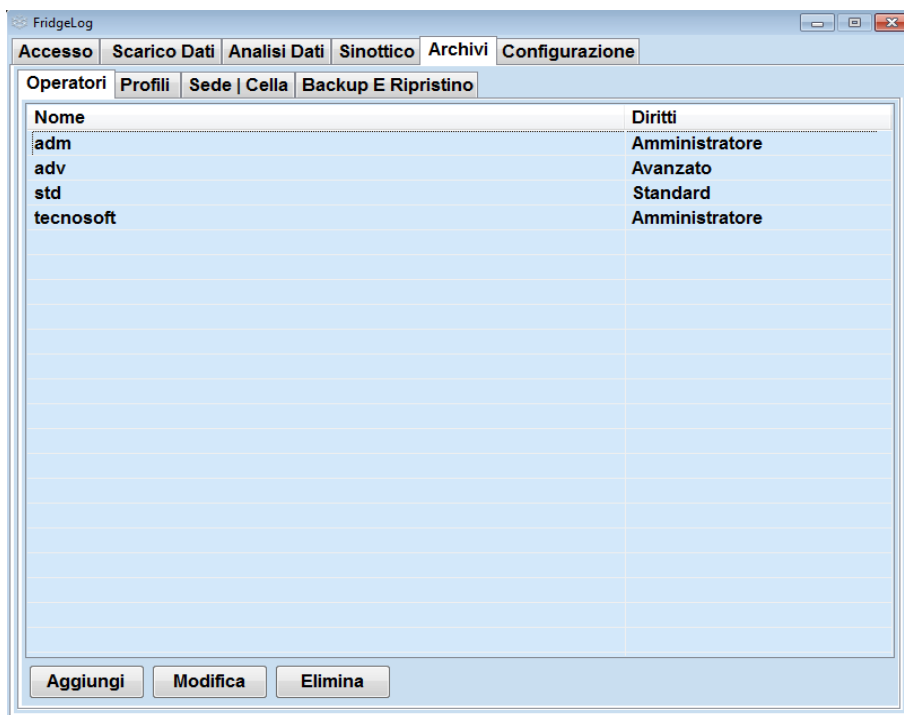 FridgeLog
Accesso Scarico Dati Analisi Dati Sinottico Archivi Configurazione
Operatori Profili Sede | Cella Backup E Ripristino
Nome Diritti
adm Amministratore
adv Avanzato
std Standard
tecnosoft Amministratore
Aggiungi Modifica Elimina